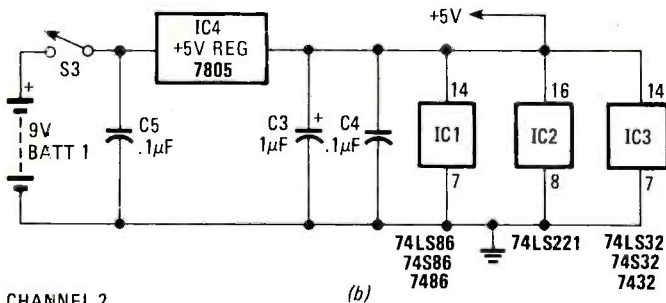 +5V
IC4
+5V REG
7805
S3
+
9V
BATT 1
C5
.1µF
C3
1µF
+
C4
.1µF
14
IC1
7
16
IC2
8
14
IC3
7
74LS86
74S86
7486
74LS221
74LS32
74S32
7432
CHANNEL 2
(b)